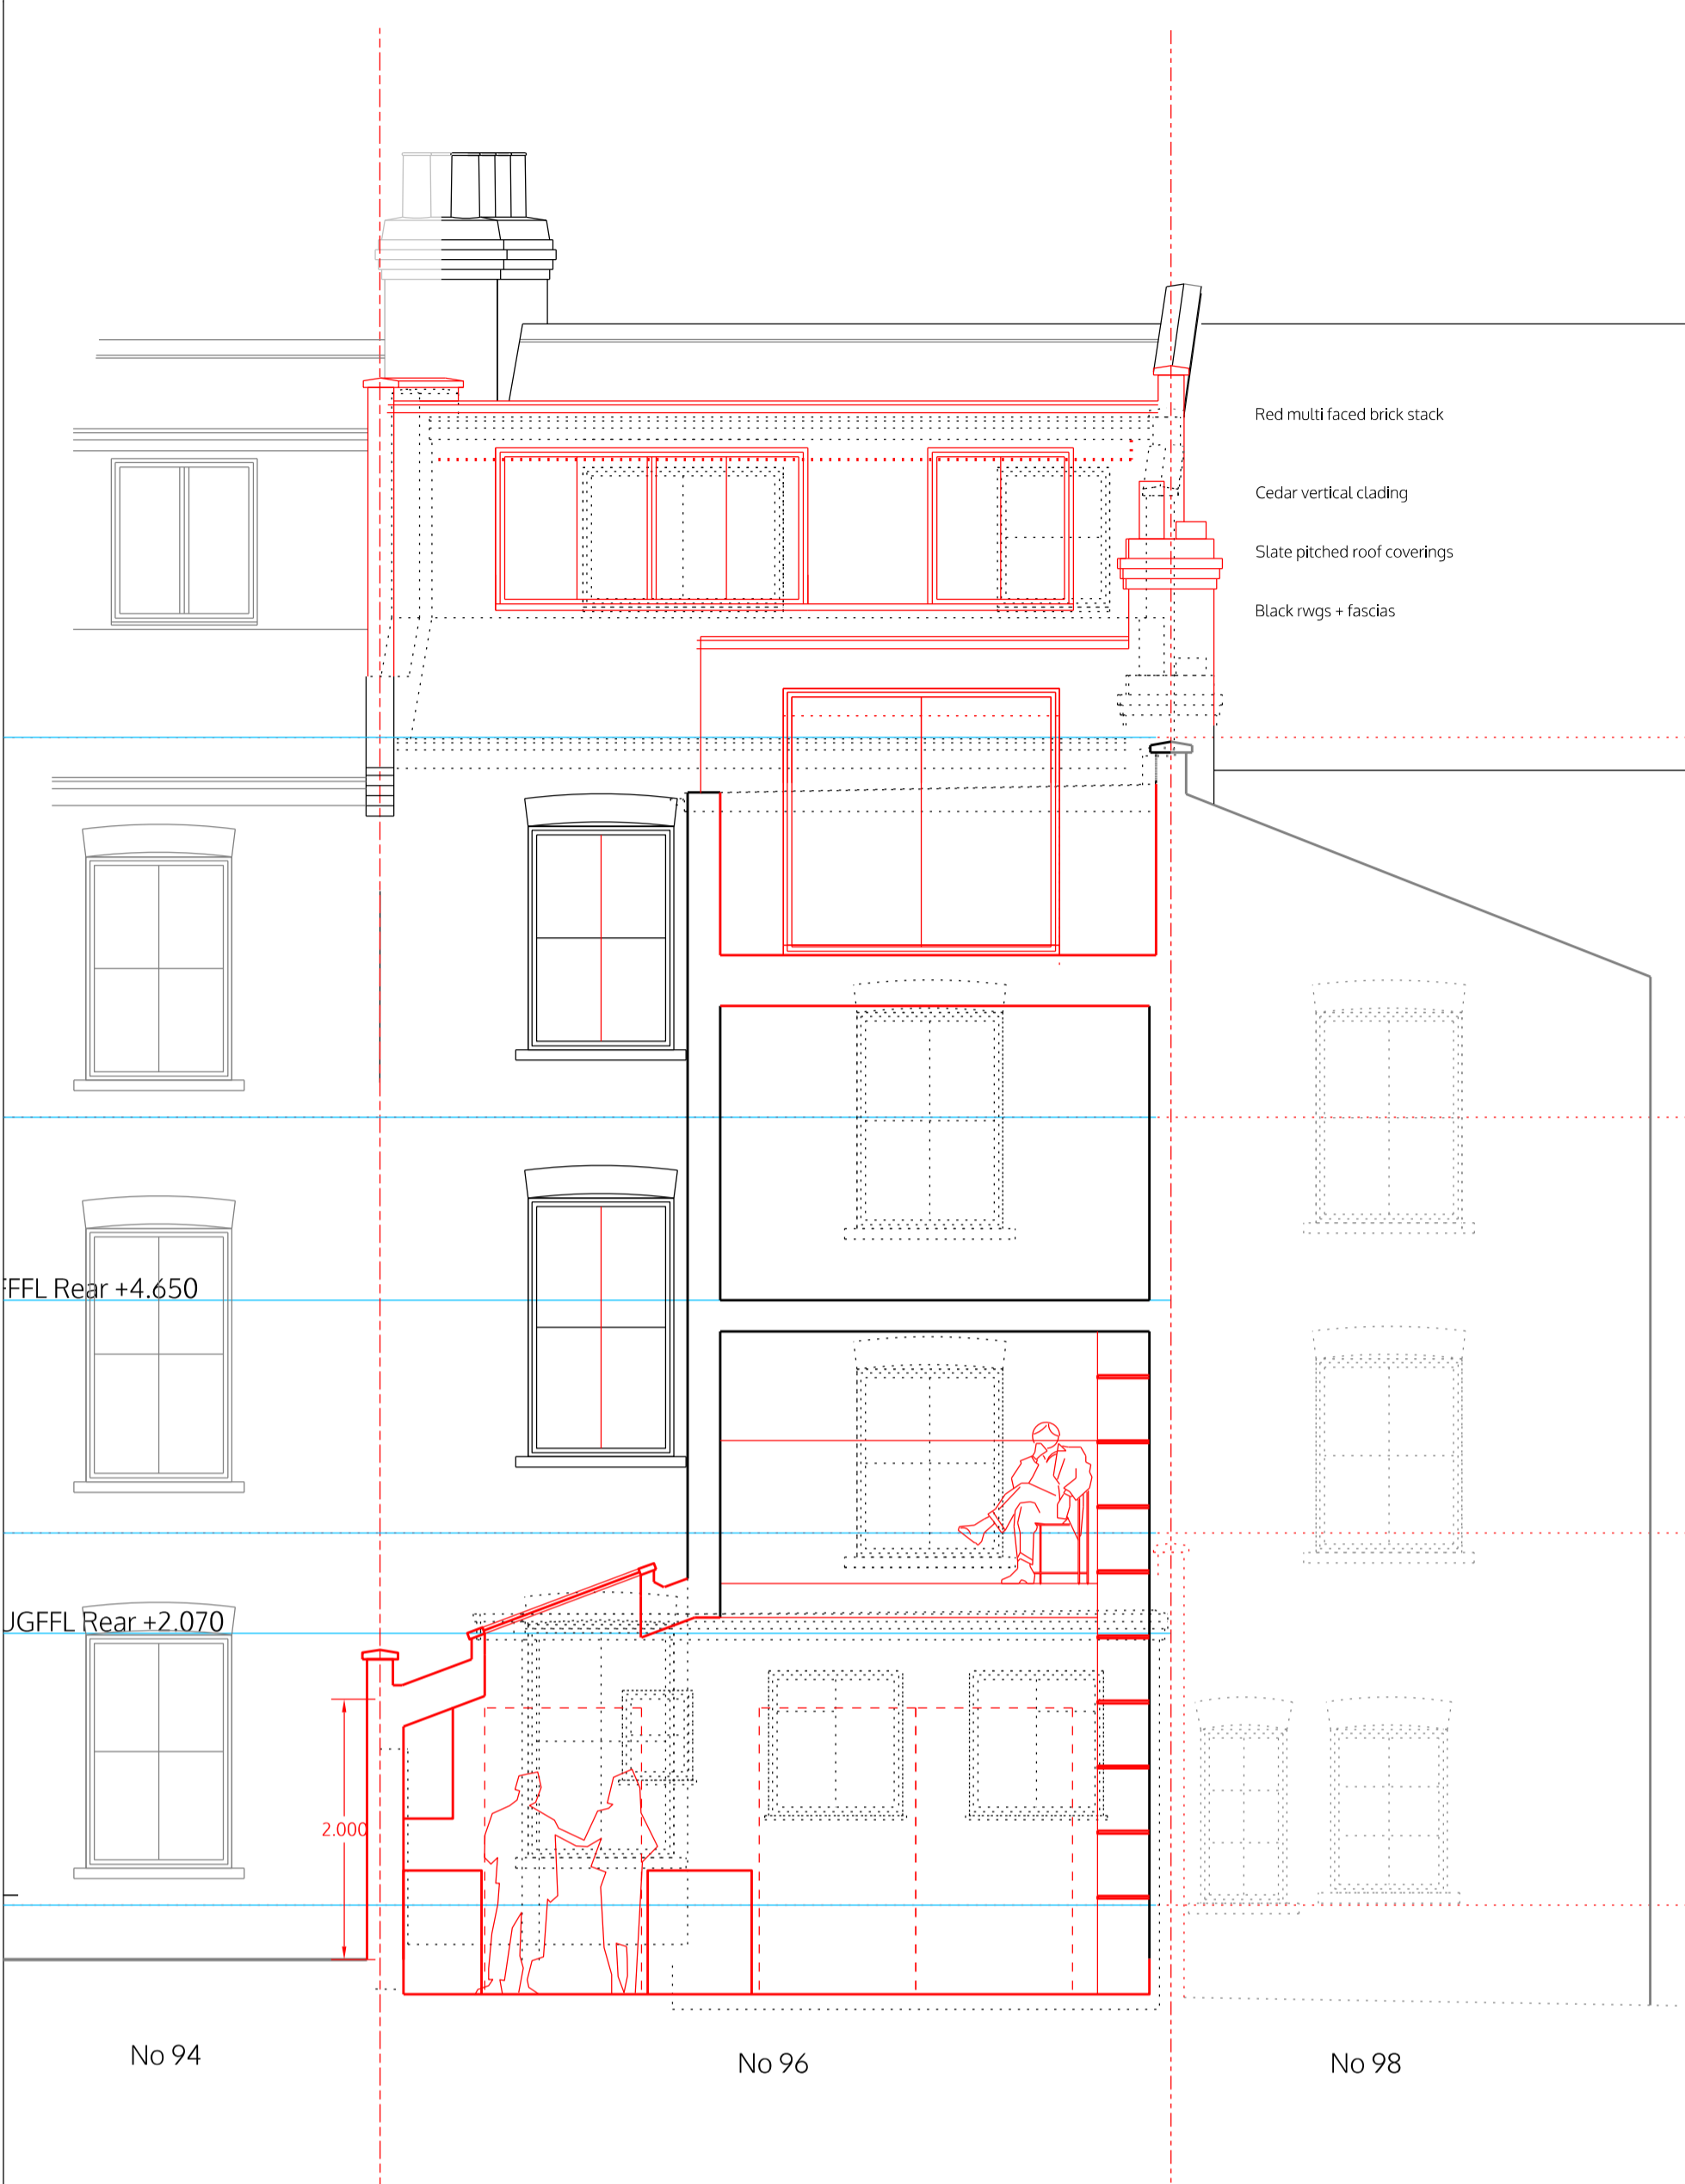 Red multi faced brick stack
Cedar vertical clading
Slate pitched roof coverings
Black rwgs + fascias
FFL Rear +4.650
GFFL Rear +2.070
2.000
No 94
No 96
No 98